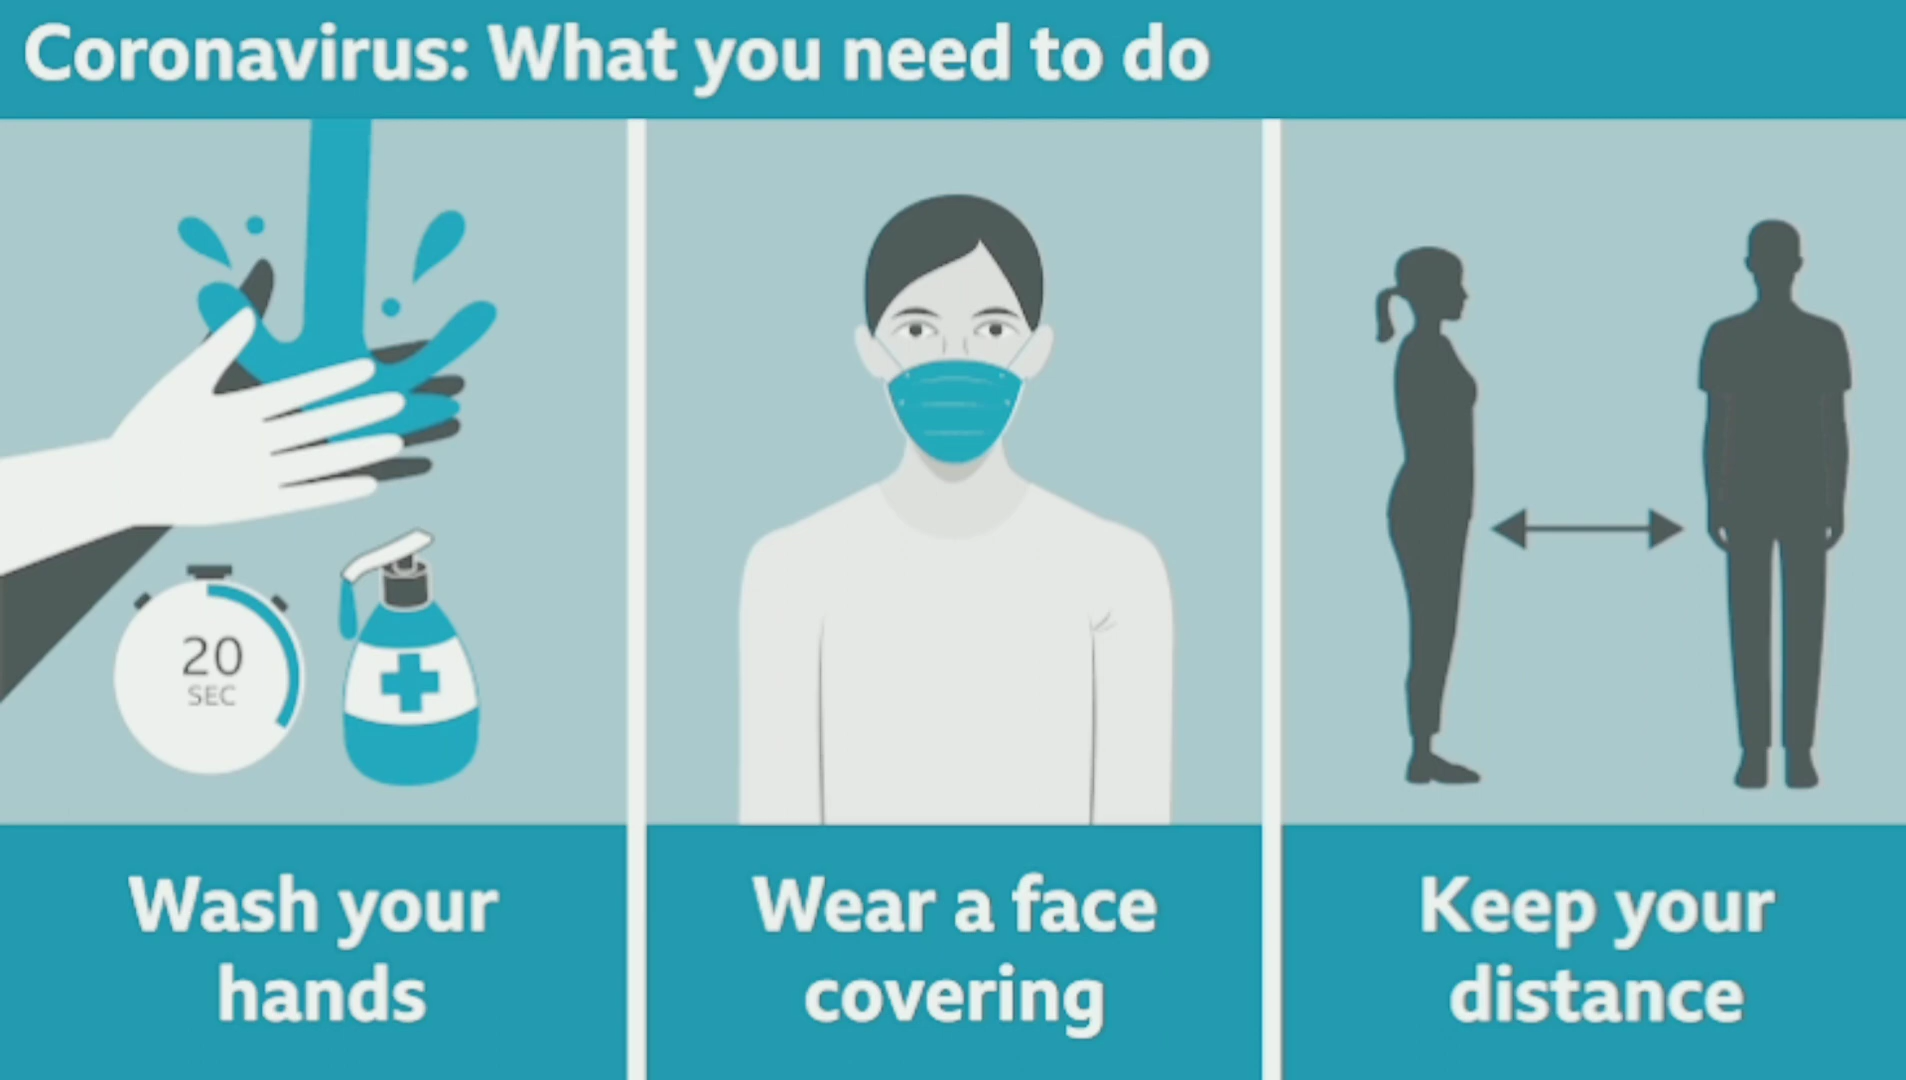 Coronavirus: What you need to do
20
SEC
Wash your
hands
Wear a face
covering
Keep your
distance